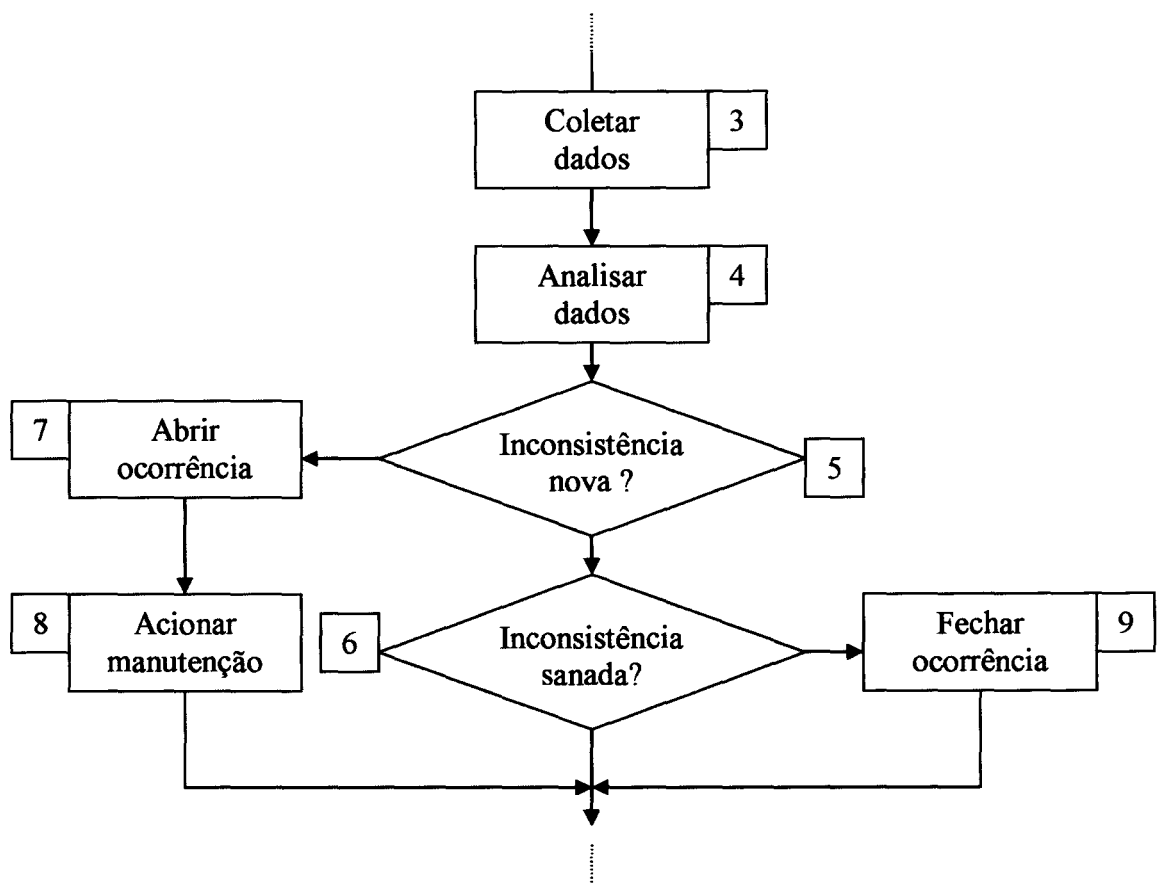 Coletar
dados
3
Analisar
dados
4
Inconsistência
nova ?
5
7
Abrir
ocorrência
8
Acionar
manutenção
6
Inconsistência
sanada?
Fechar
ocorrência
9